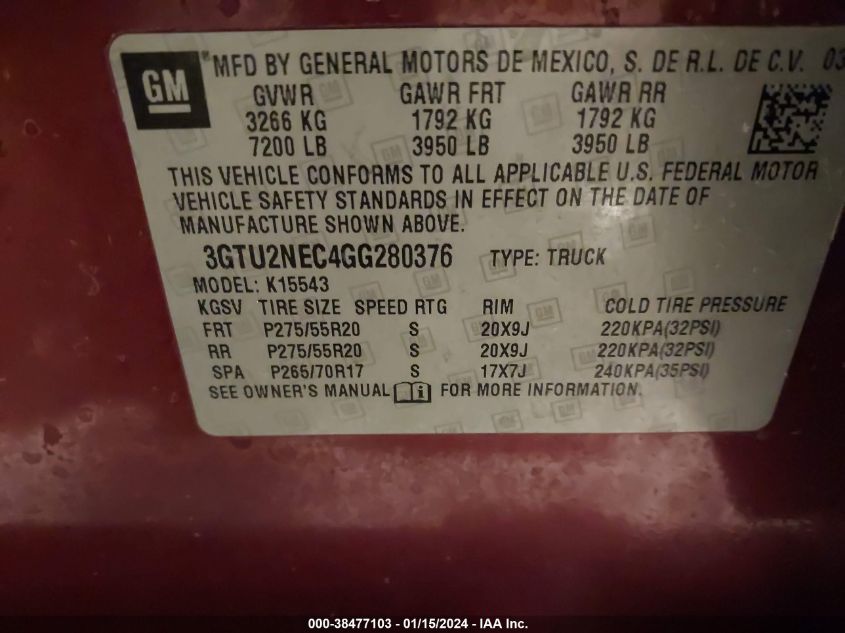 GM
MFD BY GENERAL MOTORS DE MEXICO, S. DE R.L. DE C.V. 03
GVWR GAWR FRT GAWR RR
3266 KG 1792 KG 1792 KG
7200 LB 3950 LB 3950 LB
THIS VEHICLE CONFORMS TO ALL APPLICABLE U.S. FEDERAL MOTOR
VEHICLE SAFETY STANDARDS IN EFFECT ON THE DATE OF
MANUFACTURE SHOWN ABOVE.
3GTU2NEC4GG280376 TYPE: TRUCK
MODEL: K15543
KGSV TIRE SIZE SPEED RTG RIM COLD TIRE PRESSURE
FRT P275/55R20 S 20X9J 220KPA(32PSI)
RR P275/55R20 S 20X9J 220KPA(32PSI)
SPA P265/70R17 S 17X7J 240KPA(35PSI)
SEE OWNER'S MANUAL FOR MORE INFORMATION.
000-38477103 - 01/15/2024 - IAA Inc.